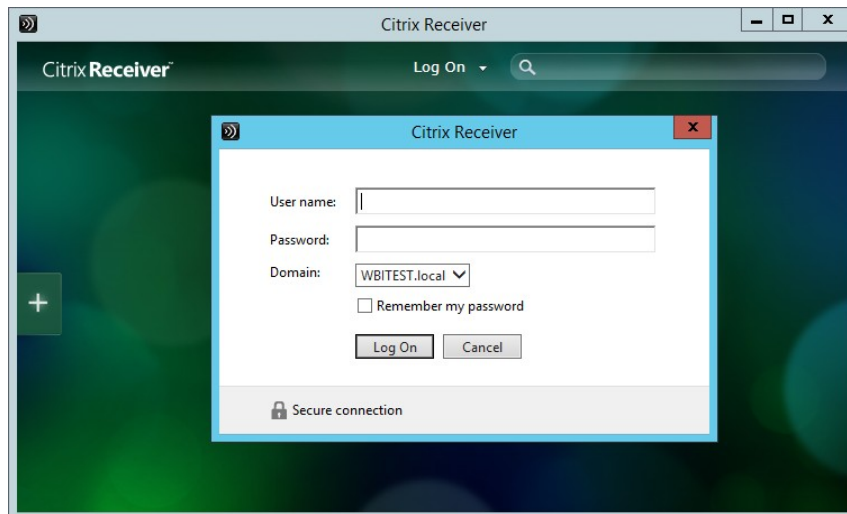 Citrix Receiver
Citrix Receiver™
Log On
Citrix Receiver
User name:
Password:
Domain:
WBITEST.local
Remember my password
Log On
Cancel
Secure connection